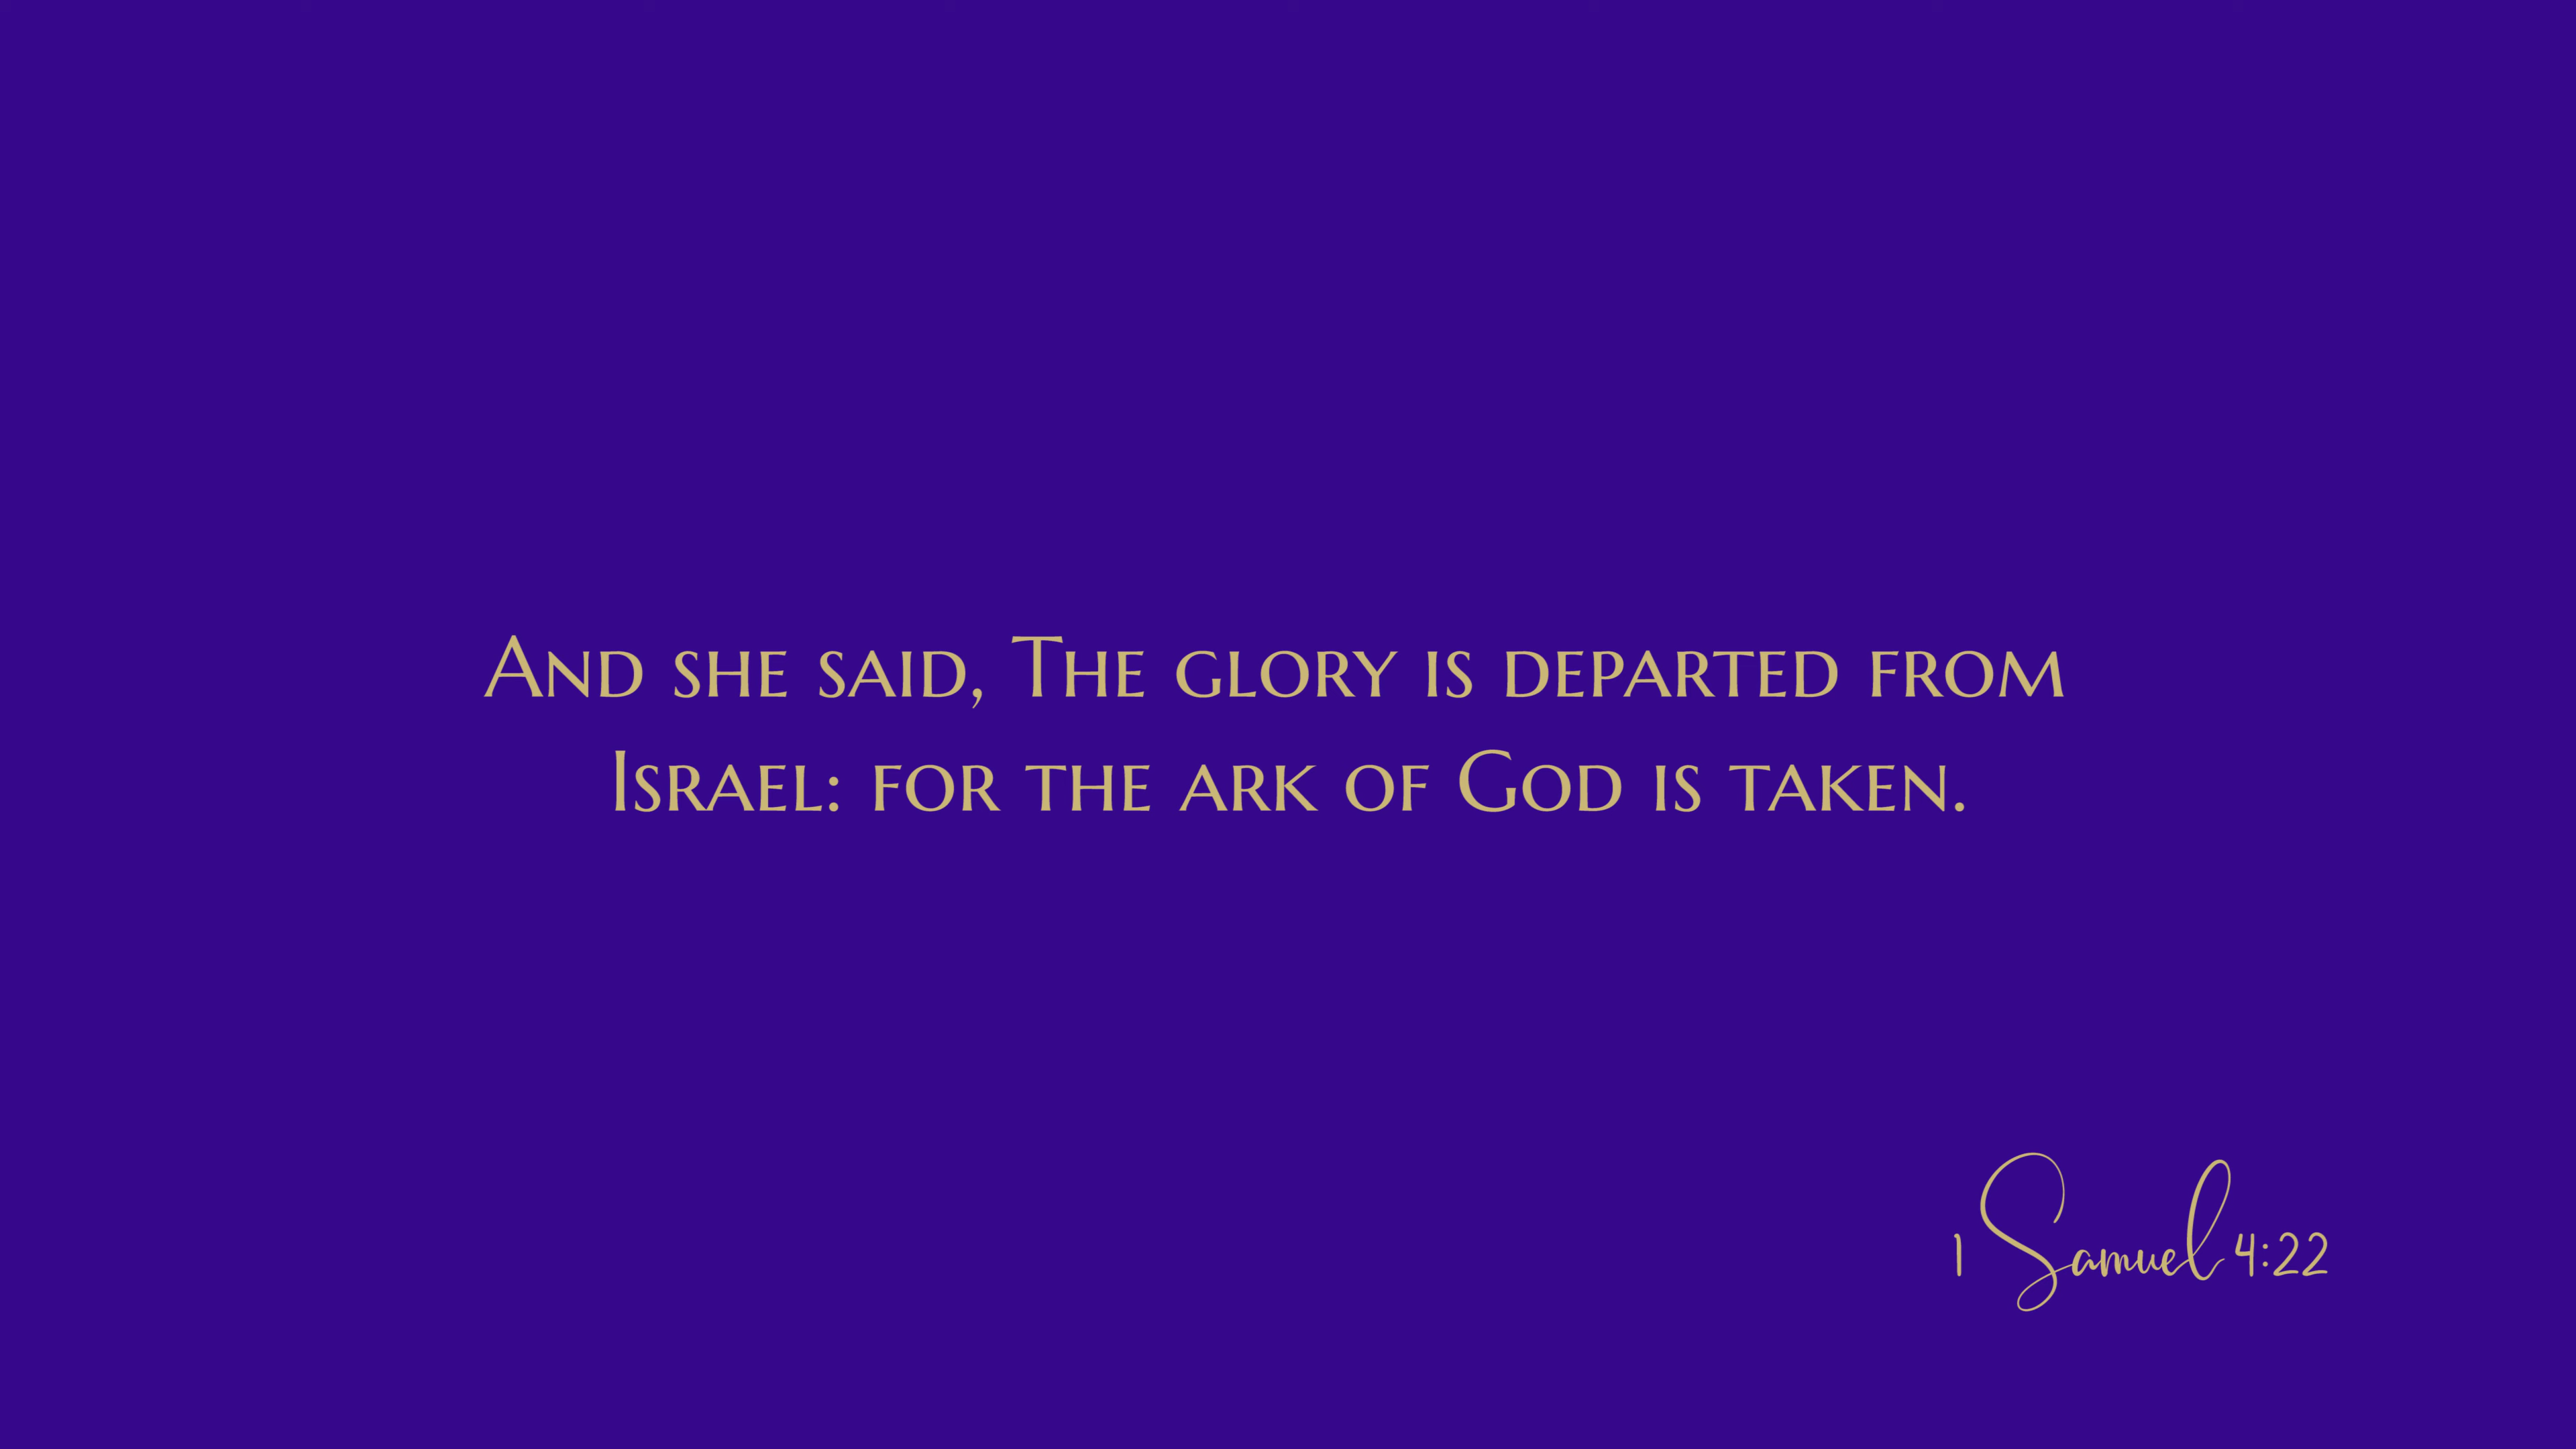 And she said, The glory is departed from
Israel: for the ark of God is taken.
1 Samuel 4:22